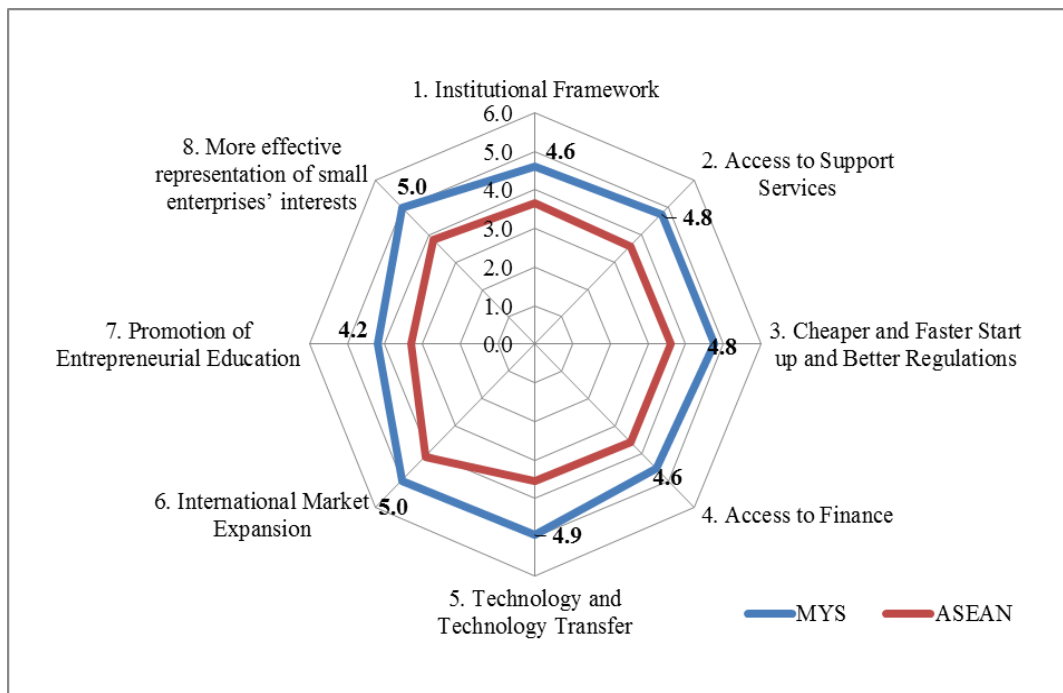 1. Institutional Framework
6.0
5.0
4.0
3.0
2.0
1.0
0.0
4.6
2. Access to Support
Services
4.8
3. Cheaper and Faster Start
up and Better Regulations
4.8
4. Access to Finance
4.6
5. Technology and
Technology Transfer
4.9
6. International Market
Expansion
5.0
7. Promotion of
Entrepreneurial Education
4.2
8. More effective
representation of small
enterprises’ interests
5.0
MYS
ASEAN